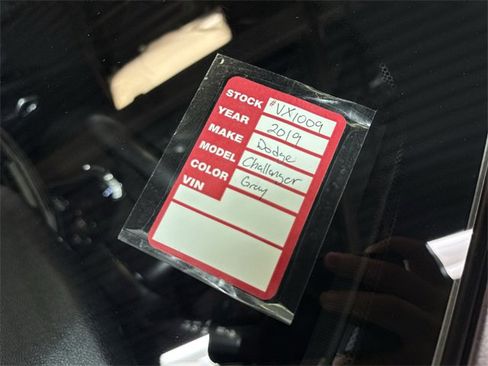 STOCK #VX1009
YEAR 2019
MAKE Dodge
MODEL Challenger
COLOR Gray
VIN